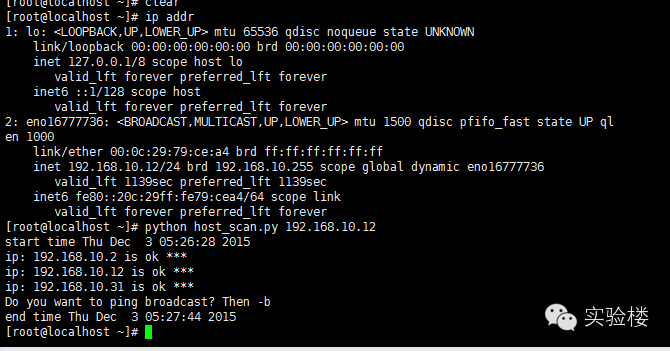 [root@localhost ~]# clear
[root@localhost ~]# ip addr
1: lo: <LOOPBACK,UP,LOWER_UP> mtu 65536 qdisc noqueue state UNKNOWN
    link/loopback 00:00:00:00:00:00 brd 00:00:00:00:00:00
    inet 127.0.0.1/8 scope host lo
       valid_lft forever preferred_lft forever
    inet6 ::1/128 scope host
       valid_lft forever preferred_lft forever
2: eno16777736: <BROADCAST,MULTICAST,UP,LOWER_UP> mtu 1500 qdisc pfifo_fast state UP ql
en 1000
    link/ether 00:0c:29:79:ce:a4 brd ff:ff:ff:ff:ff:ff
    inet 192.168.10.12/24 brd 192.168.10.255 scope global dynamic eno16777736
       valid_lft 1139sec preferred_lft 1139sec
    inet6 fe80::20c:29ff:fe79:cea4/64 scope link
       valid_lft forever preferred_lft forever
[root@localhost ~]# python host_scan.py 192.168.10.12
start time Thu Dec  3 05:26:28 2015
ip: 192.168.10.2 is ok ***
ip: 192.168.10.12 is ok ***
ip: 192.168.10.31 is ok ***
Do you want to ping broadcast? Then -b
end time Thu Dec  3 05:27:44 2015
[root@localhost ~]#
实验楼